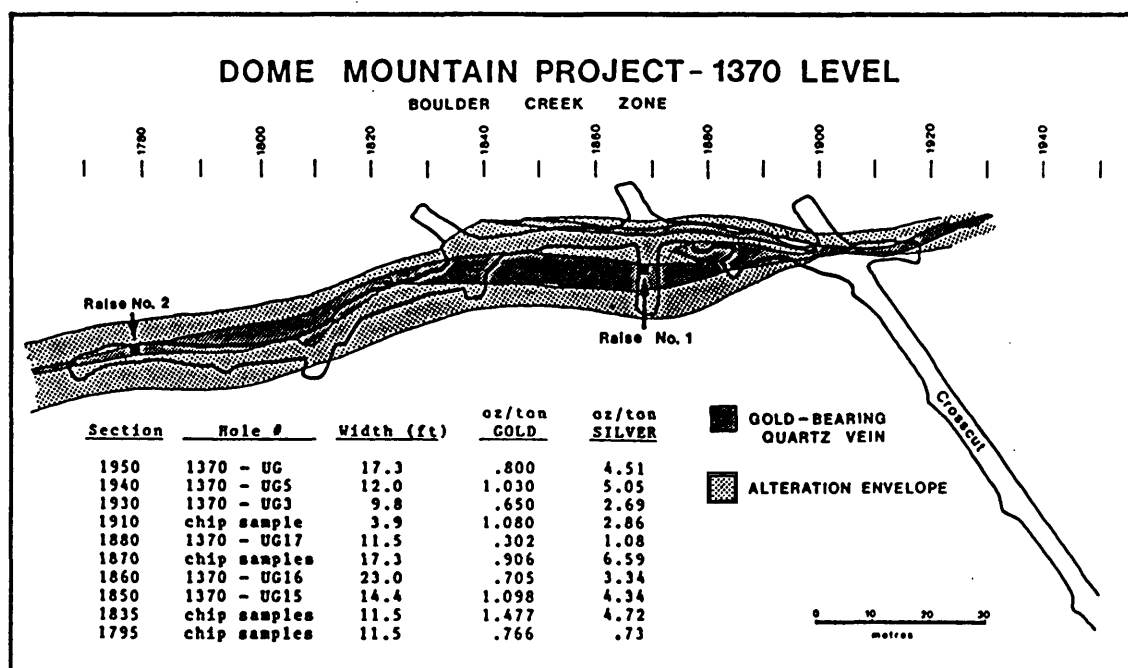 DOME MOUNTAIN PROJECT - 1370 LEVEL
BOULDER CREEK ZONE
1780 1800 1820 1840 1860 1880 1900 1920 1940
Raise No. 2
Raise No. 1
Crosscut
Section Hole # Width (ft) oz/ton GOLD oz/ton SILVER
1950 1370 - UG 17.3 .800 4.51
1940 1370 - UG5 12.0 1.030 5.05
1930 1370 - UG3 9.8 .650 2.69
1910 chip sample 3.9 1.080 2.86
1880 1370 - UG17 11.5 .302 1.08
1870 chip samples 17.3 .906 6.59
1860 1370 - UG16 23.0 .705 3.34
1850 1370 - UG15 14.4 1.098 4.34
1835 chip samples 11.5 1.477 4.72
1795 chip samples 11.5 .766 .73
GOLD-BEARING
QUARTZ VEIN
ALTERATION ENVELOPE
0 10 20 30
metres